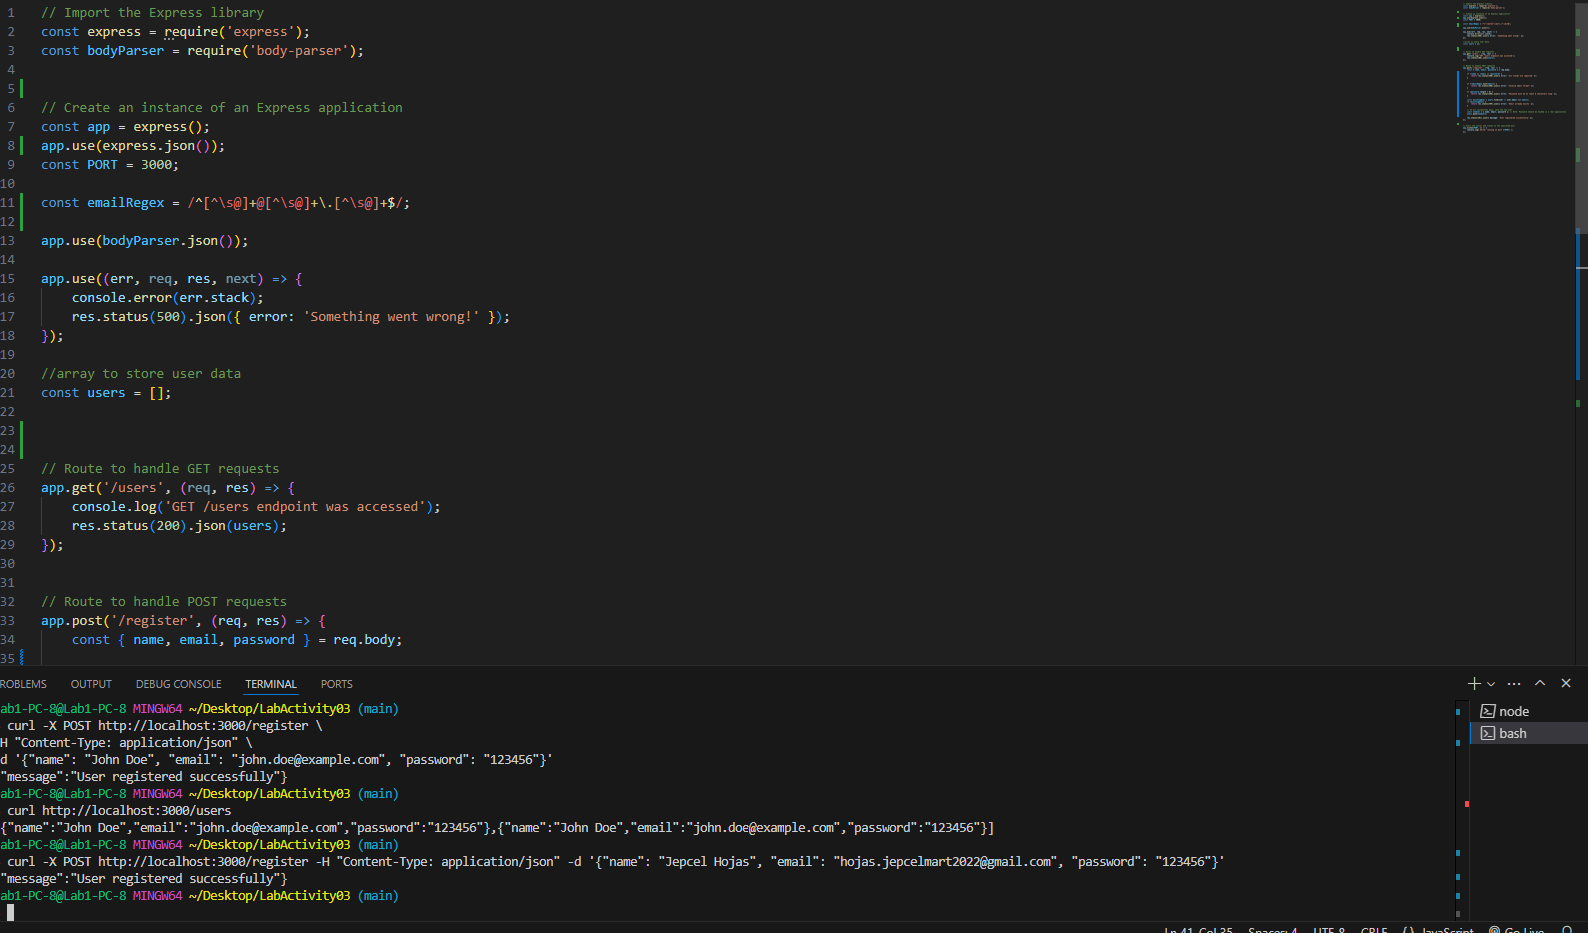 1 // Import the Express library
2 const express = require('express');
3 const bodyParser = require('body-parser');
4
5
6 // Create an instance of an Express application
7 const app = express();
8 app.use(express.json());
9 const PORT = 3000;
10
11 const emailRegex = /^[^\s@]+@[^\s@]+\.[^\s@]+$/;
12
13 app.use(bodyParser.json());
14
15 app.use((err, req, res, next) => {
16 console.error(err.stack);
17 res.status(500).json({ error: 'Something went wrong!' });
18 });
19
20 //array to store user data
21 const users = [];
22
23
24
25 // Route to handle GET requests
26 app.get('/users', (req, res) => {
27 console.log('GET /users endpoint was accessed');
28 res.status(200).json(users);
29 });
30
31
32 // Route to handle POST requests
33 app.post('/register', (req, res) => {
34 const { name, email, password } = req.body;
35
ROBLEMS OUTPUT DEBUG CONSOLE TERMINAL PORTS
ab1-PC-8@Lab1-PC-8 MINGW64 ~/Desktop/LabActivity03 (main)
curl -X POST http://localhost:3000/register \
H "Content-Type: application/json" \
d '{"name": "John Doe", "email": "john.doe@example.com", "password": "123456"}'
"message":"User registered successfully"}
ab1-PC-8@Lab1-PC-8 MINGW64 ~/Desktop/LabActivity03 (main)
curl http://localhost:3000/users
{"name":"John Doe","email":"john.doe@example.com","password":"123456"},{"name":"John Doe","email":"john.doe@example.com","password":"123456"}]
ab1-PC-8@Lab1-PC-8 MINGW64 ~/Desktop/LabActivity03 (main)
curl -X POST http://localhost:3000/register -H "Content-Type: application/json" -d '{"name": "Jepcel Hojas", "email": "hojas.jepcelmart2022@gmail.com", "password": "123456"}'
"message":"User registered successfully"}
ab1-PC-8@Lab1-PC-8 MINGW64 ~/Desktop/LabActivity03 (main)
node
bash
Ln 41, Col 35 Spaces: 4 UTF-8 CRLF {} JavaScript Go Live